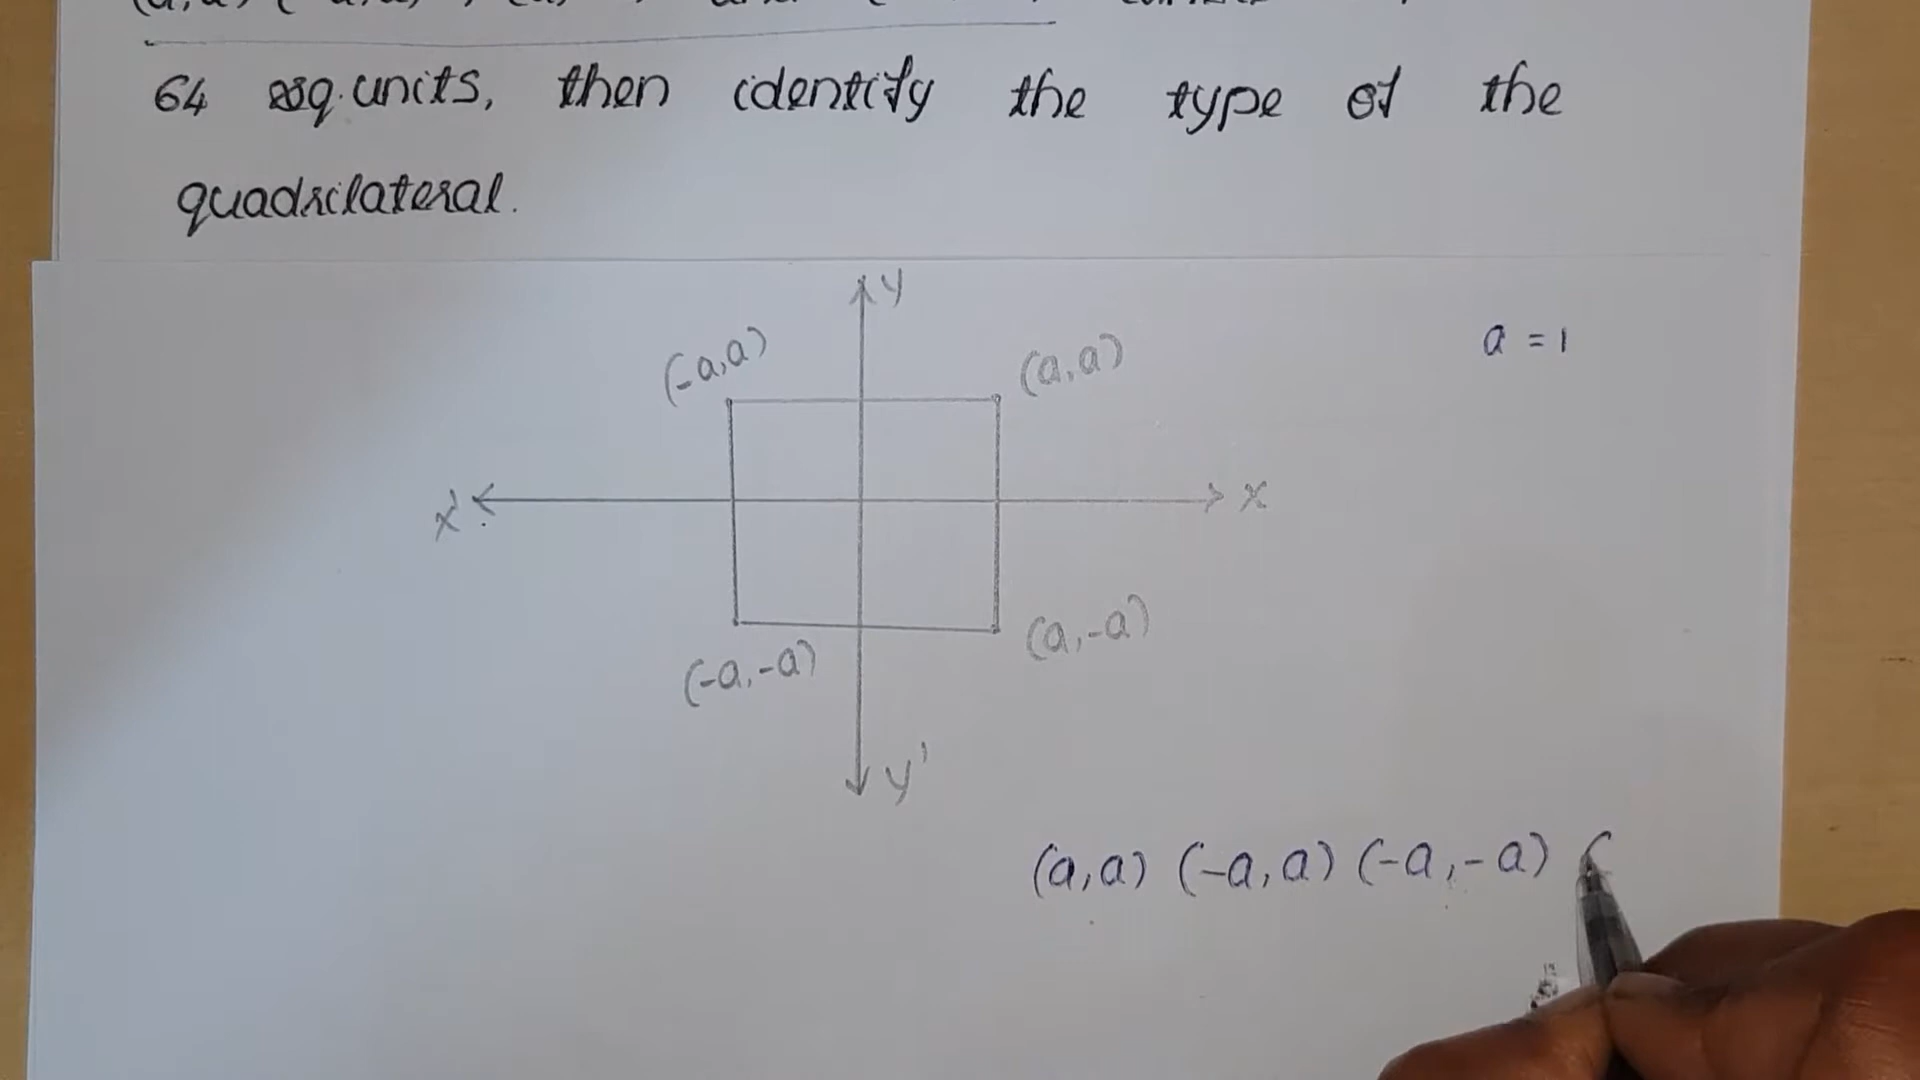 64 sq.units, then identify the type of the
quadrilateral.
y
(-a,a)
(a,a)
a = 1
x'
x
(-a,-a)
(a,-a)
y'
(a,a) (-a,a) (-a,-a) (